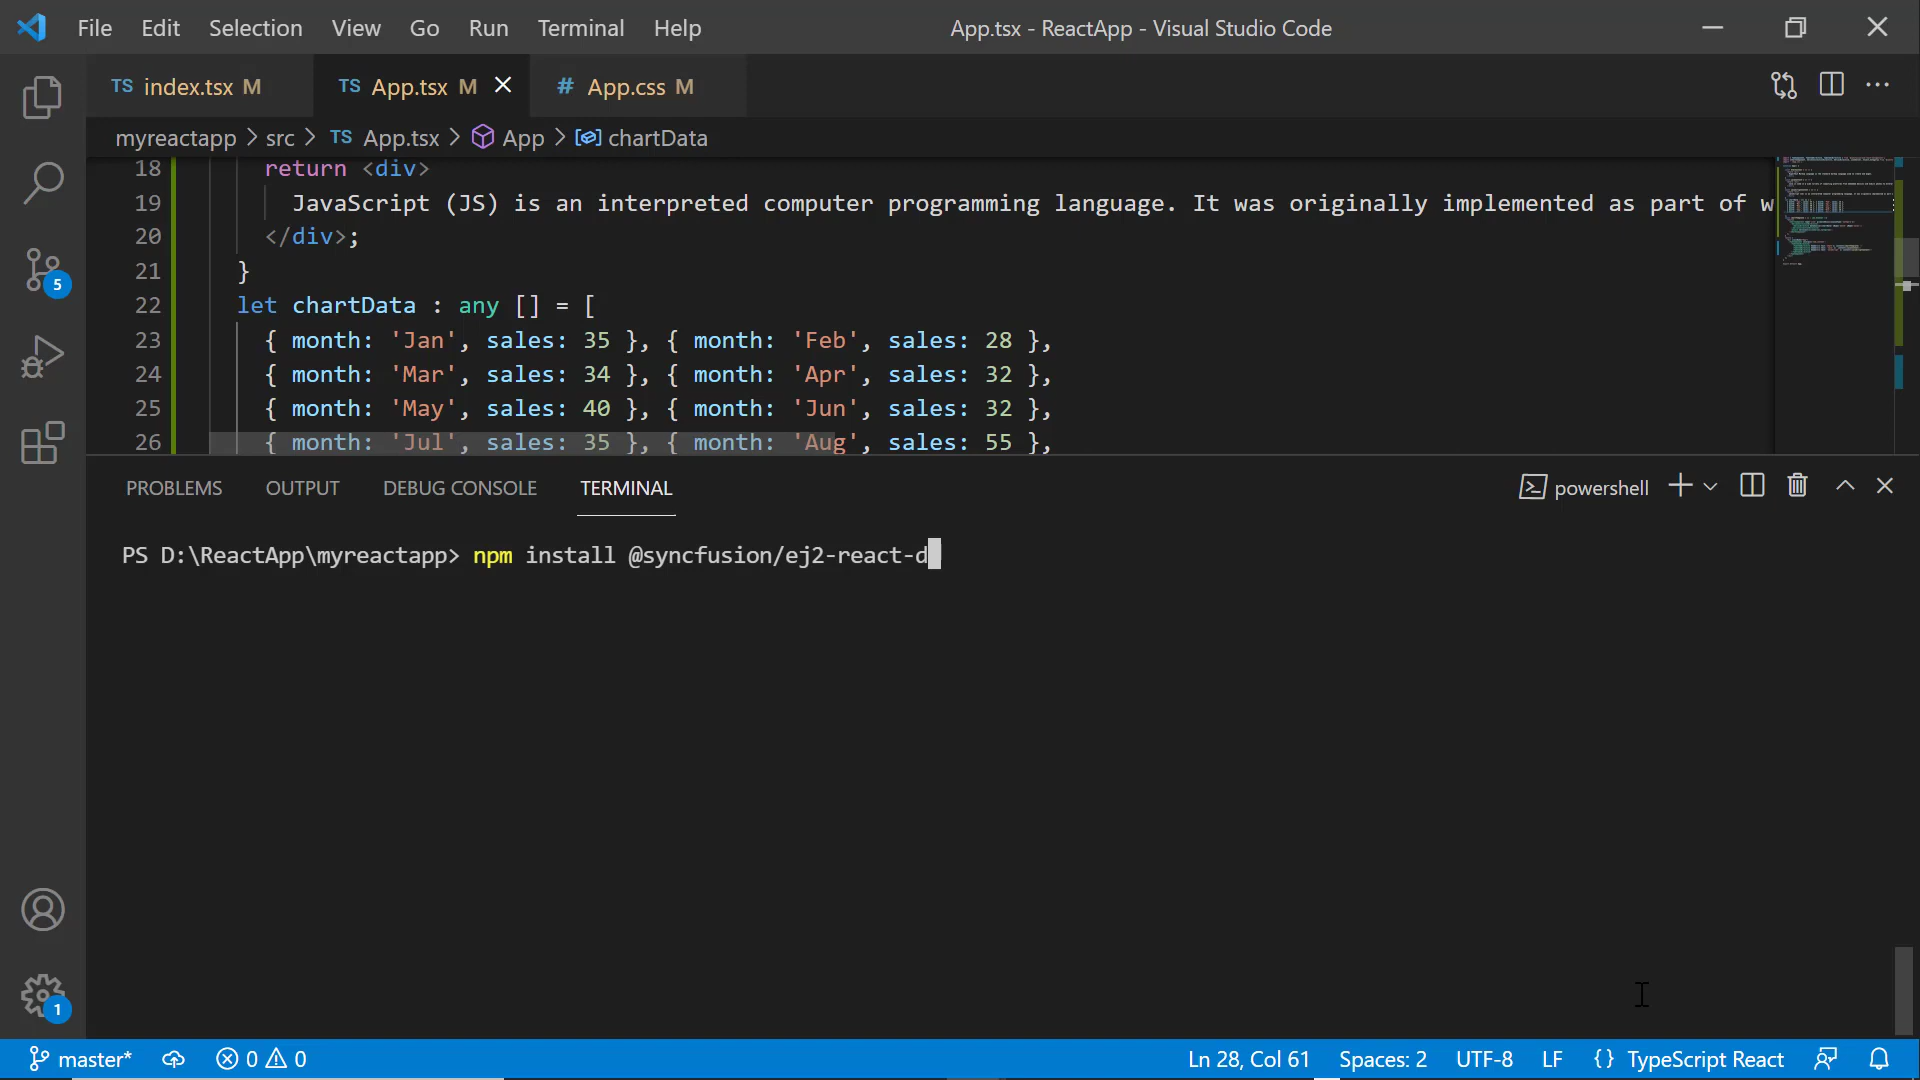 File Edit Selection View Go Run Terminal Help App.tsx - ReactApp - Visual Studio Code
TS index.tsx M TS App.tsx M # App.css M
myreactapp > src > TS App.tsx > App > chartData
18 return <div>
19 JavaScript (JS) is an interpreted computer programming language. It was originally implemented as part of w
20 </div>;
21 }
22 let chartData : any [] = [
23 { month: 'Jan', sales: 35 }, { month: 'Feb', sales: 28 },
24 { month: 'Mar', sales: 34 }, { month: 'Apr', sales: 32 },
25 { month: 'May', sales: 40 }, { month: 'Jun', sales: 32 },
26 { month: 'Jul', sales: 35 }, { month: 'Aug', sales: 55 },
5
PROBLEMS OUTPUT DEBUG CONSOLE TERMINAL powershell
PS D:\ReactApp\myreactapp> npm install @syncfusion/ej2-react-d
1
master* 0 0 Ln 28, Col 61 Spaces: 2 UTF-8 LF {} TypeScript React